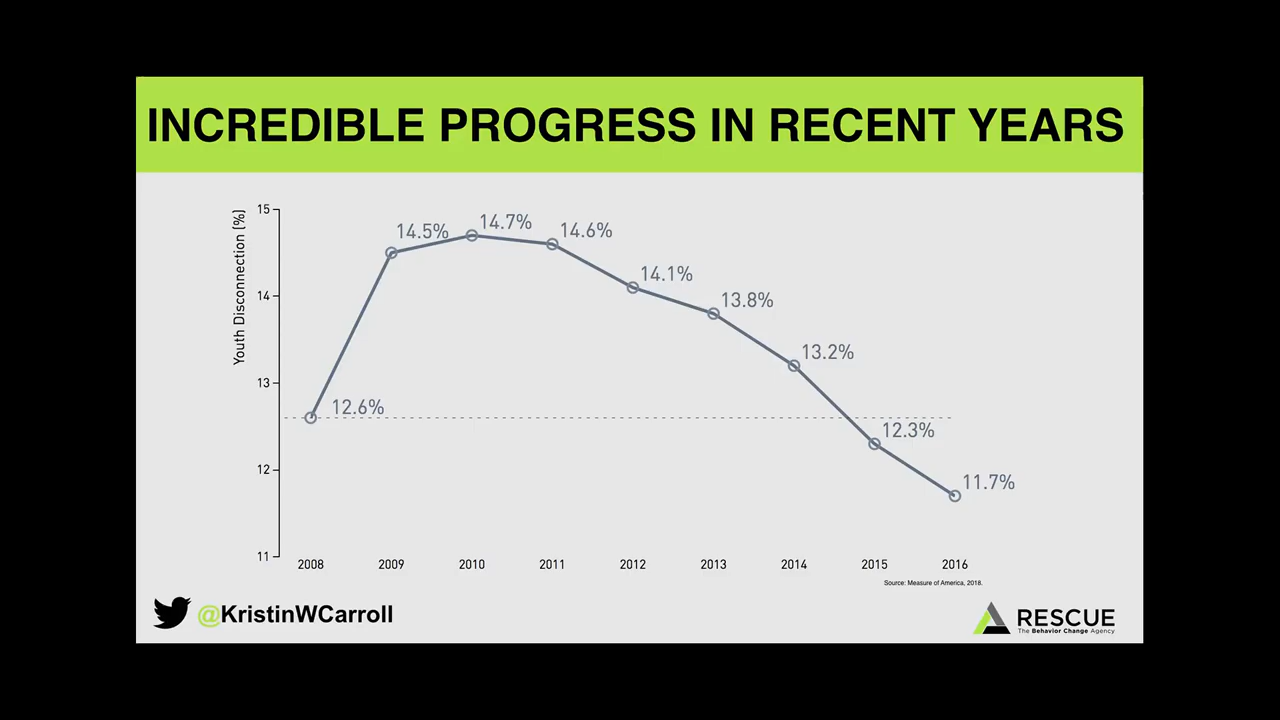 INCREDIBLE PROGRESS IN RECENT YEARS
Youth Disconnection (%)
15
14
13
12
11
12.6%
14.5%
14.7%
14.6%
14.1%
13.8%
13.2%
12.3%
11.7%
2008 2009 2010 2011 2012 2013 2014 2015 2016
Source: Measure of America, 2018.
@KristinWCarroll
RESCUE
The Behavior Change Agency